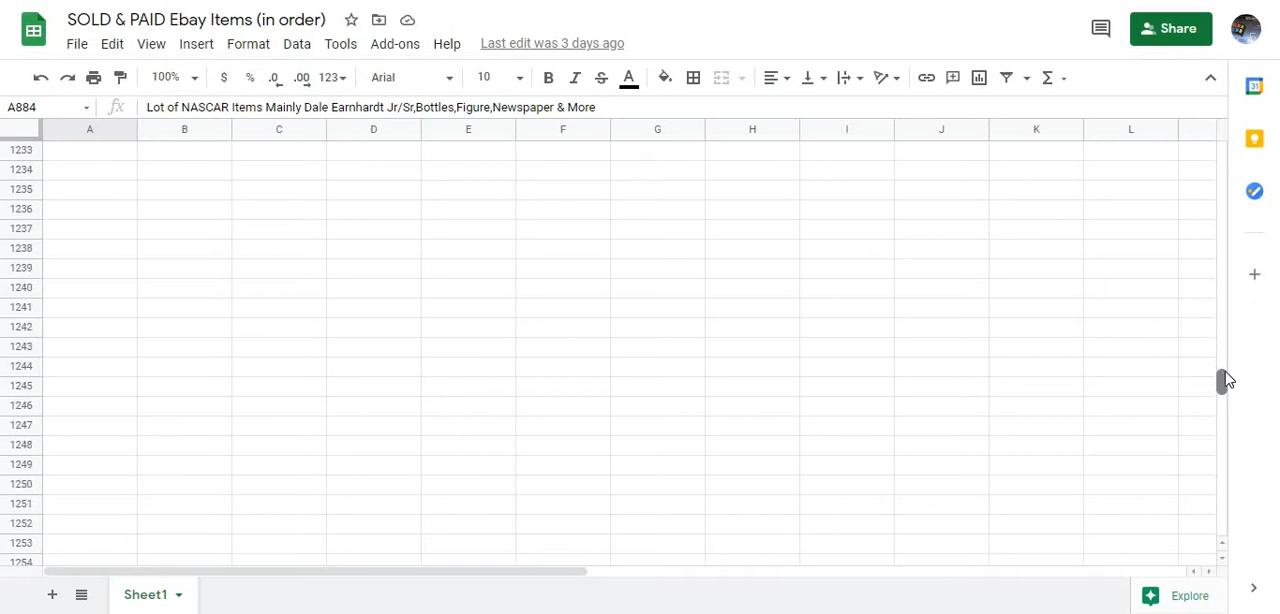 SOLD & PAID Ebay Items (in order)
File Edit View Insert Format Data Tools Add-ons Help Last edit was 3 days ago
Share
100% $ % .0 .00 123 Arial 10 B I S A
A884 fx Lot of NASCAR Items Mainly Dale Earnhardt Jr/Sr,Bottles,Figure,Newspaper & More
A B C D E F G H I J K L
1233
1234
1235
1236
1237
1238
1239
1240
1241
1242
1243
1244
1245
1246
1247
1248
1249
1250
1251
1252
1253
1254
Sheet1
Explore
31